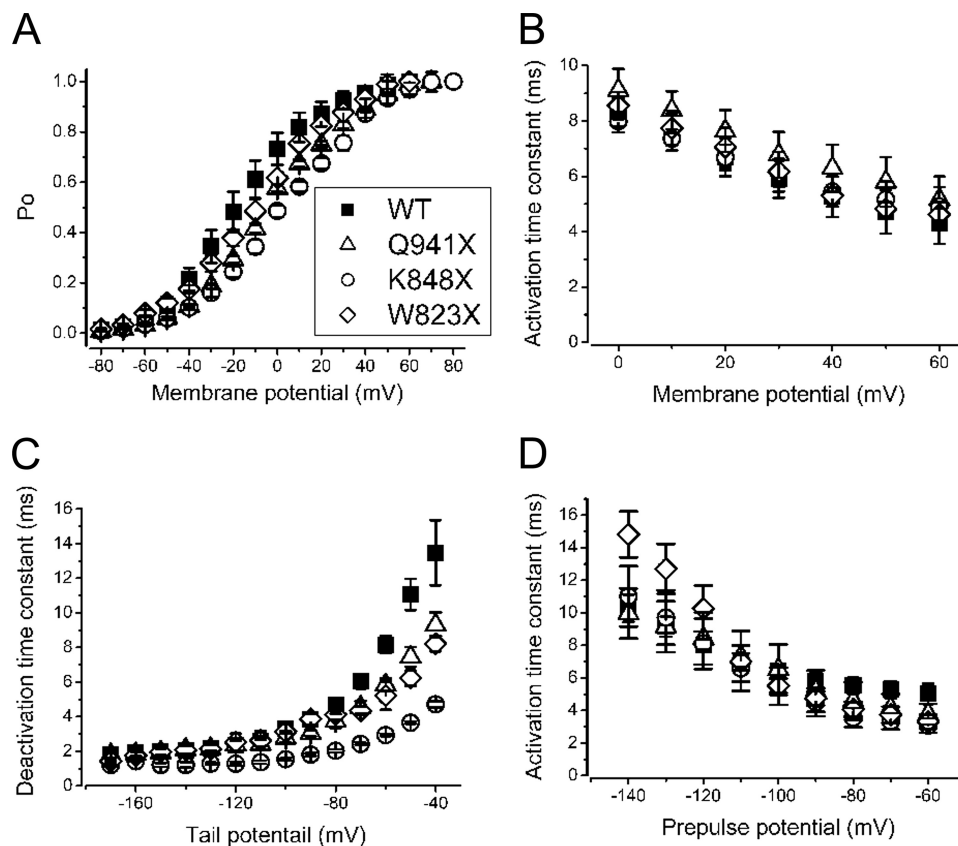 A
Po
1.0
0.8
0.6
0.4
0.2
0.0
-80 -60 -40 -20 0 20 40 60 80
Membrane potential (mV)
WT
Q941X
K848X
W823X
B
Activation time constant (ms)
10
8
6
4
2
0
0 20 40 60
Membrane potential (mV)
C
Deactivation time constant (ms)
16
14
12
10
8
6
4
2
0
-160 -120 -80 -40
Tail potentail (mV)
D
Activation time constant (ms)
16
14
12
10
8
6
4
2
0
-140 -120 -100 -80 -60
Prepulse potential (mV)